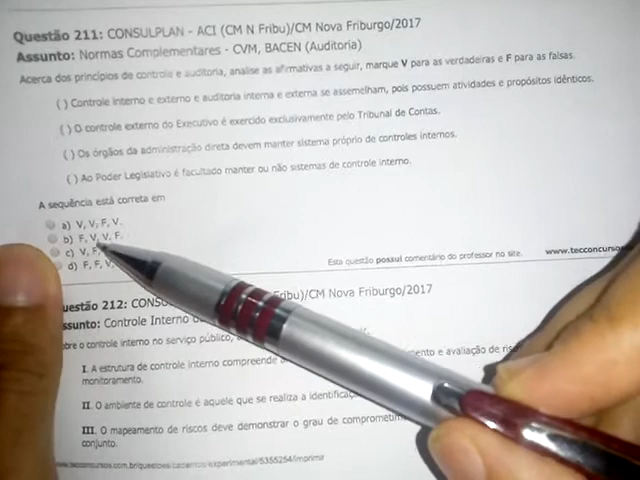 Questão 211: CONSULPLAN - ACI (CM N Fribu)/CM Nova Friburgo/2017
Assunto: Normas Complementares - CVM, BACEN (Auditoria)
Acerca dos princípios de controle e auditoria, analise as afirmativas a seguir, marque V para as verdadeiras e F para as falsas.
( ) Controle interno e externo e auditoria interna e externa se assemelham, pois possuem atividades e propósitos idênticos.
( ) O controle externo do Executivo é exercido exclusivamente pelo Tribunal de Contas.
( ) Os órgãos da administração direta devem manter sistema próprio de controles internos.
( ) Ao Poder Legislativo é facultado manter ou não sistemas de controle interno.
A sequência está correta em
a) V, V, F, V.
b) F, V, V, F.
c) V, F,
d) F, F, V,
Esta questão possui comentário do professor no site. www.tecconcursos
uestão 212: CONSU Fribu)/CM Nova Friburgo/2017
ssunto: Controle Interno
obre o controle interno no serviço público,
I. A estrutura de controle interno compreende mento e avaliação de
monitoramento.
II. O ambiente de controle é aquele que se realiza a identificaç
III. O mapeamento de riscos deve demonstrar o grau de comprometim
conjunto.